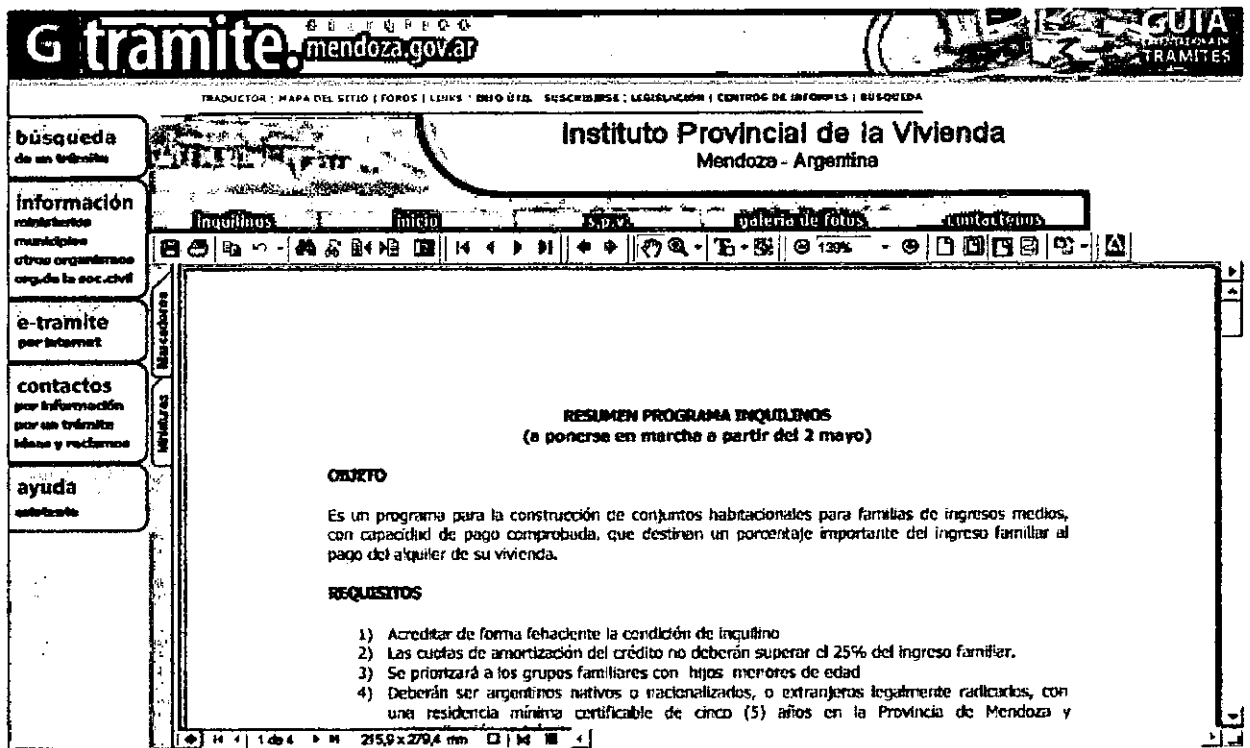 G tramite.
mendoza.gov.ar
GUIA
ORIENTADORA DE
TRAMITES
TRADUCTOR | MAPA DEL SITIO | FOROS | LINKS | INFO ÚTIL SUSCRIBIRSE | LEGISLACIÓN | CENTROS DE INFORMES | BÚSQUEDA
búsqueda
de un trámite
información
ministerios
municipios
otros organismos
org.de la soc.civil
e-tramite
por internet
contactos
por información
por un trámite
ideas y reclamos
ayuda
Instituto Provincial de la Vivienda
Mendoza - Argentina
inquilinos inicio s.p.v. galeria de fotos contactenos
139%
Marcadores
Miniaturas
RESUMEN PROGRAMA INQUILINOS
(a ponerse en marcha a partir del 2 mayo)
OBJETO
Es un programa para la construcción de conjuntos habitacionales para familias de ingresos medios,
con capacidad de pago comprobada, que destinen un porcentaje importante del ingreso familiar al
pago del alquiler de su vivienda.
REQUISITOS
1) Acreditar de forma fehaciente la condición de inquilino
2) Las cuotas de amortización del crédito no deberán superar el 25% del ingreso familiar.
3) Se priorizará a los grupos familiares con hijos menores de edad
4) Deberán ser argentinos nativos o nacionalizados, o extranjeros legalmente radicados, con
una residencia mínima certificable de cinco (5) años en la Provincia de Mendoza y
1 de 4 215,9 x 279,4 mm